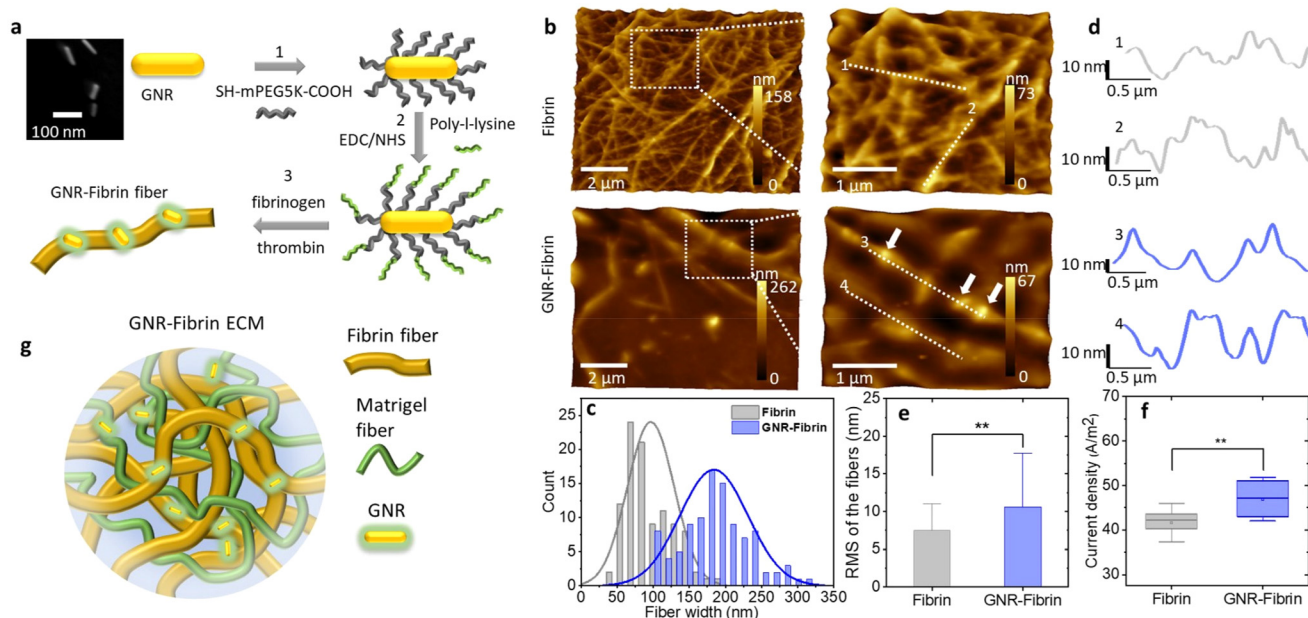 a
100 nm
GNR
1
SH-mPEG5K-COOH
2
EDC/NHS
Poly-l-lysine
3
fibrinogen
thrombin
GNR-Fibrin fiber
g
GNR-Fibrin ECM
Fibrin fiber
Matrigel
fiber
GNR
b
Fibrin
2 µm
nm
158
0
1
2
1 µm
nm
73
0
GNR-Fibrin
2 µm
nm
262
0
3
4
1 µm
nm
67
0
d
1
10 nm
0.5 µm
2
10 nm
0.5 µm
3
10 nm
0.5 µm
4
10 nm
0.5 µm
c
Fibrin
GNR-Fibrin
Count
25
20
15
10
5
0
0 50 100 150 200 250 300 350
Fiber width (nm)
e
**
RMS of the fibers (nm)
20
15
10
5
0
Fibrin GNR-Fibrin
f
**
Current density (A/m²)
70
60
50
40
30
Fibrin GNR-Fibrin